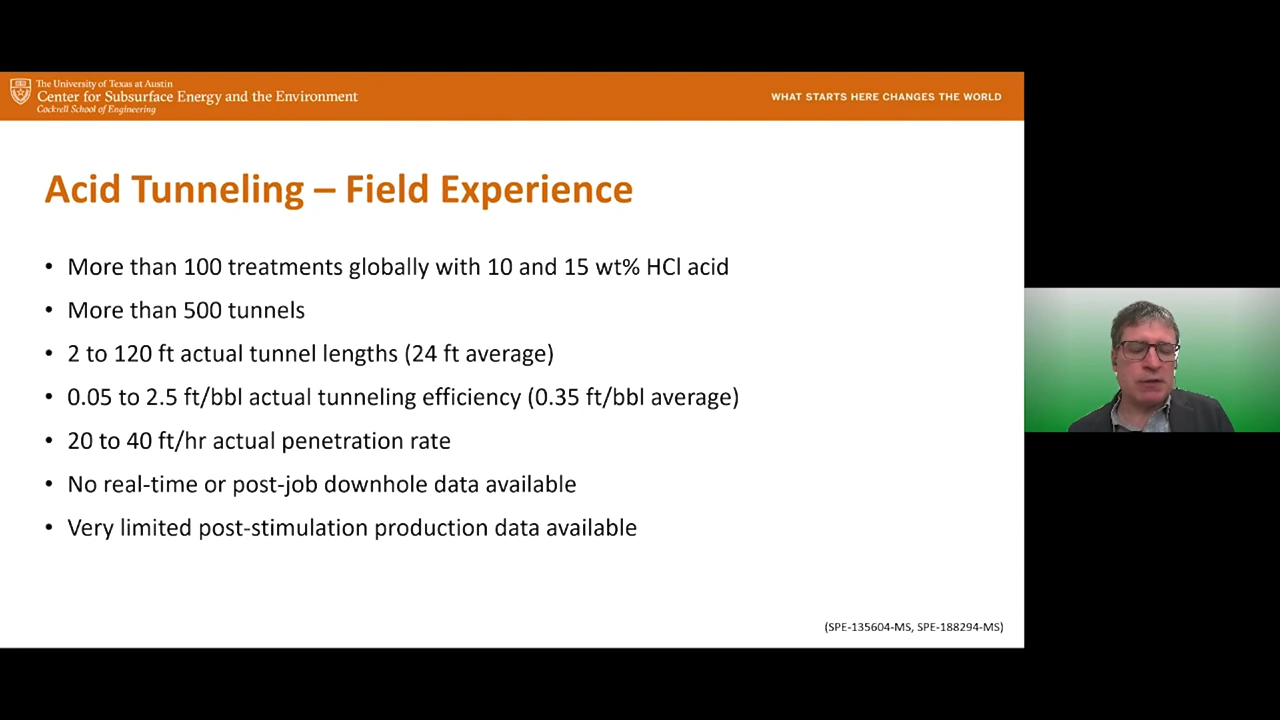 The University of Texas at Austin
Center for Subsurface Energy and the Environment
Cockrell School of Engineering
WHAT STARTS HERE CHANGES THE WORLD
Acid Tunneling – Field Experience
• More than 100 treatments globally with 10 and 15 wt% HCl acid
• More than 500 tunnels
• 2 to 120 ft actual tunnel lengths (24 ft average)
• 0.05 to 2.5 ft/bbl actual tunneling efficiency (0.35 ft/bbl average)
• 20 to 40 ft/hr actual penetration rate
• No real-time or post-job downhole data available
• Very limited post-stimulation production data available
(SPE-135604-MS, SPE-188294-MS)